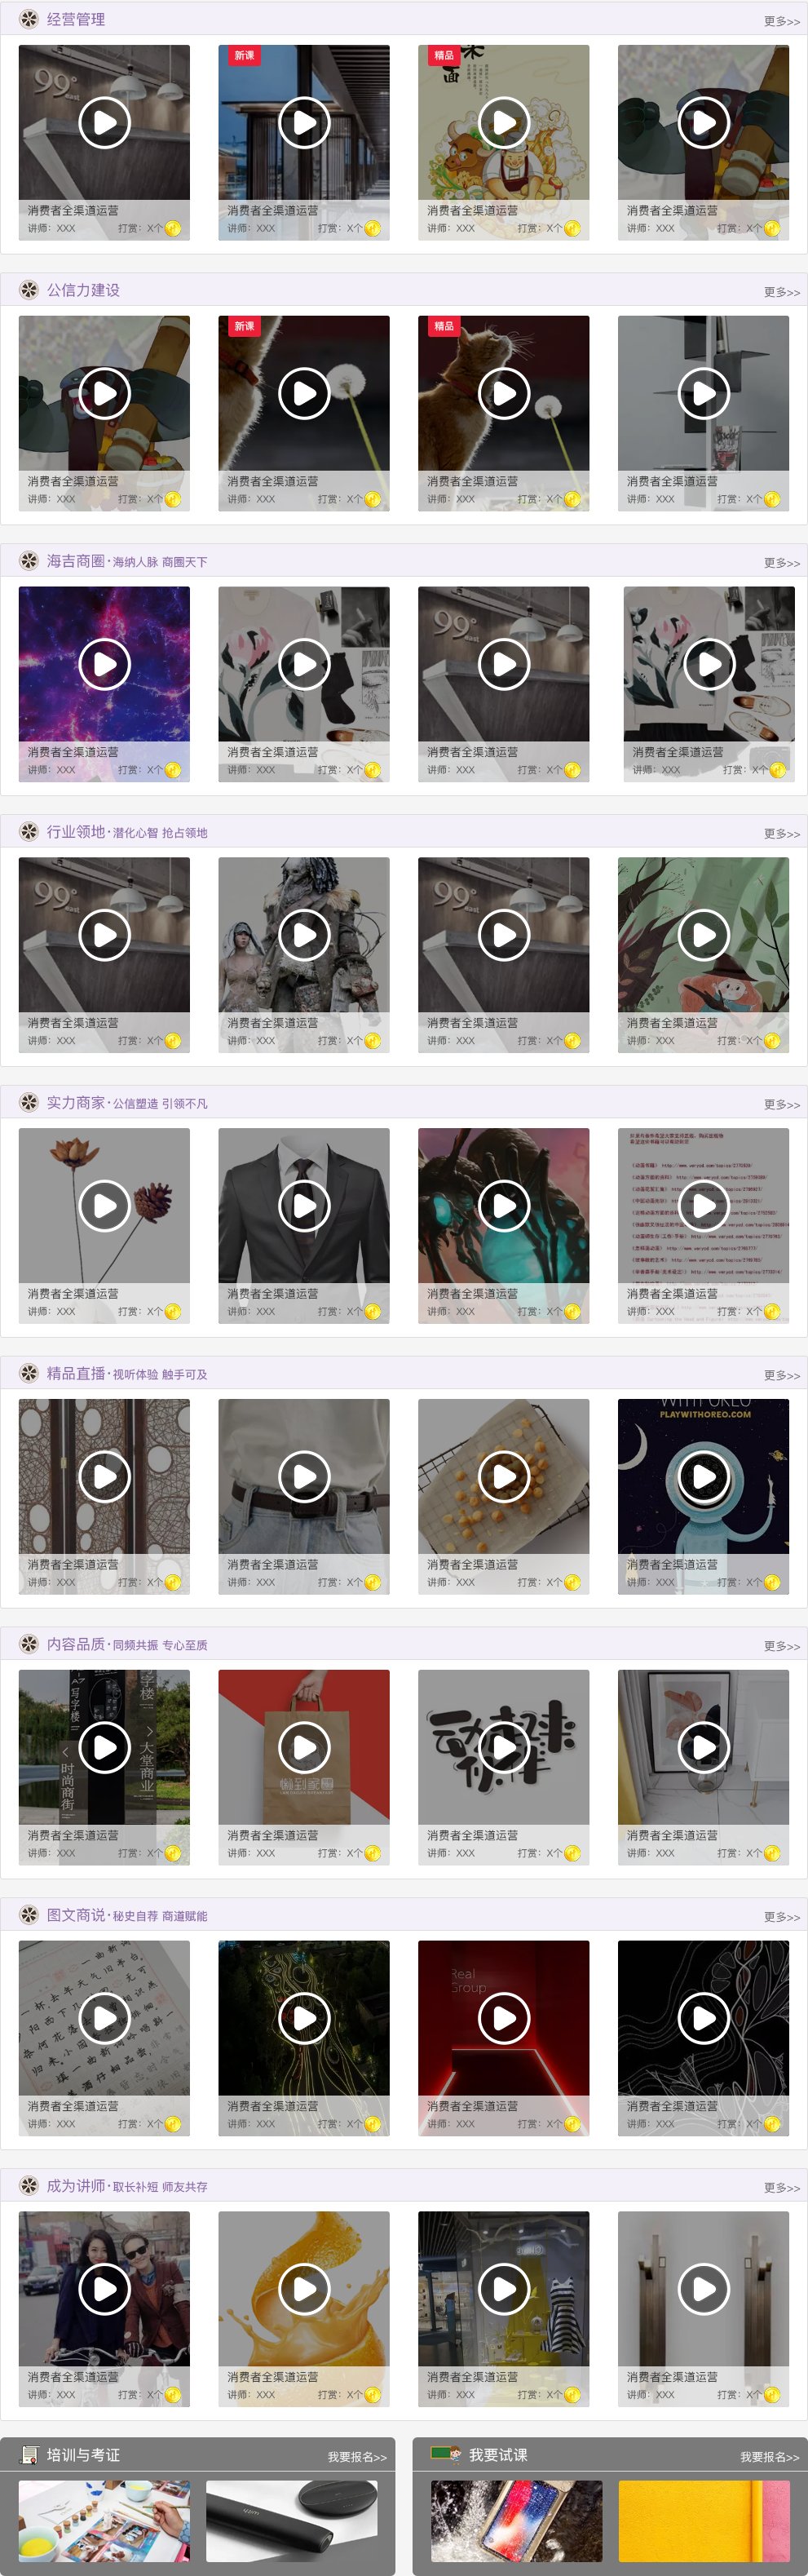 经营管理 更多>>
新课 精品
消费者全渠道运营 消费者全渠道运营 消费者全渠道运营 消费者全渠道运营
讲师：XXX 打赏：X个 讲师：XXX 打赏：X个 讲师：XXX 打赏：X个 讲师：XXX 打赏：X个
公信力建设 更多>>
新课 精品
消费者全渠道运营 消费者全渠道运营 消费者全渠道运营 消费者全渠道运营
讲师：XXX 打赏：X个 讲师：XXX 打赏：X个 讲师：XXX 打赏：X个 讲师：XXX 打赏：X个
海吉商圈·海纳人脉 商圈天下 更多>>
消费者全渠道运营 消费者全渠道运营 消费者全渠道运营 消费者全渠道运营
讲师：XXX 打赏：X个 讲师：XXX 打赏：X个 讲师：XXX 打赏：X个 讲师：XXX 打赏：X个
行业领地·潜化心智 抢占领地 更多>>
消费者全渠道运营 消费者全渠道运营 消费者全渠道运营 消费者全渠道运营
讲师：XXX 打赏：X个 讲师：XXX 打赏：X个 讲师：XXX 打赏：X个 讲师：XXX 打赏：X个
实力商家·公信塑造 引领不凡 更多>>
消费者全渠道运营 消费者全渠道运营 消费者全渠道运营 消费者全渠道运营
讲师：XXX 打赏：X个 讲师：XXX 打赏：X个 讲师：XXX 打赏：X个 讲师：XXX 打赏：X个
精品直播·视听体验 触手可及 更多>>
PLAYWITHOREO.COM
消费者全渠道运营 消费者全渠道运营 消费者全渠道运营 消费者全渠道运营
讲师：XXX 打赏：X个 讲师：XXX 打赏：X个 讲师：XXX 打赏：X个 讲师：XXX 打赏：X个
内容品质·同频共振 专心至质 更多>>
写字楼 大堂商业 时尚商街
消费者全渠道运营 消费者全渠道运营 消费者全渠道运营 消费者全渠道运营
讲师：XXX 打赏：X个 讲师：XXX 打赏：X个 讲师：XXX 打赏：X个 讲师：XXX 打赏：X个
图文商说·秘史自荐 商道赋能 更多>>
Real
Group
消费者全渠道运营 消费者全渠道运营 消费者全渠道运营 消费者全渠道运营
讲师：XXX 打赏：X个 讲师：XXX 打赏：X个 讲师：XXX 打赏：X个 讲师：XXX 打赏：X个
成为讲师·取长补短 师友共存 更多>>
消费者全渠道运营 消费者全渠道运营 消费者全渠道运营 消费者全渠道运营
讲师：XXX 打赏：X个 讲师：XXX 打赏：X个 讲师：XXX 打赏：X个 讲师：XXX 打赏：X个
培训与考证 我要报名>> 我要试课 我要报名>>